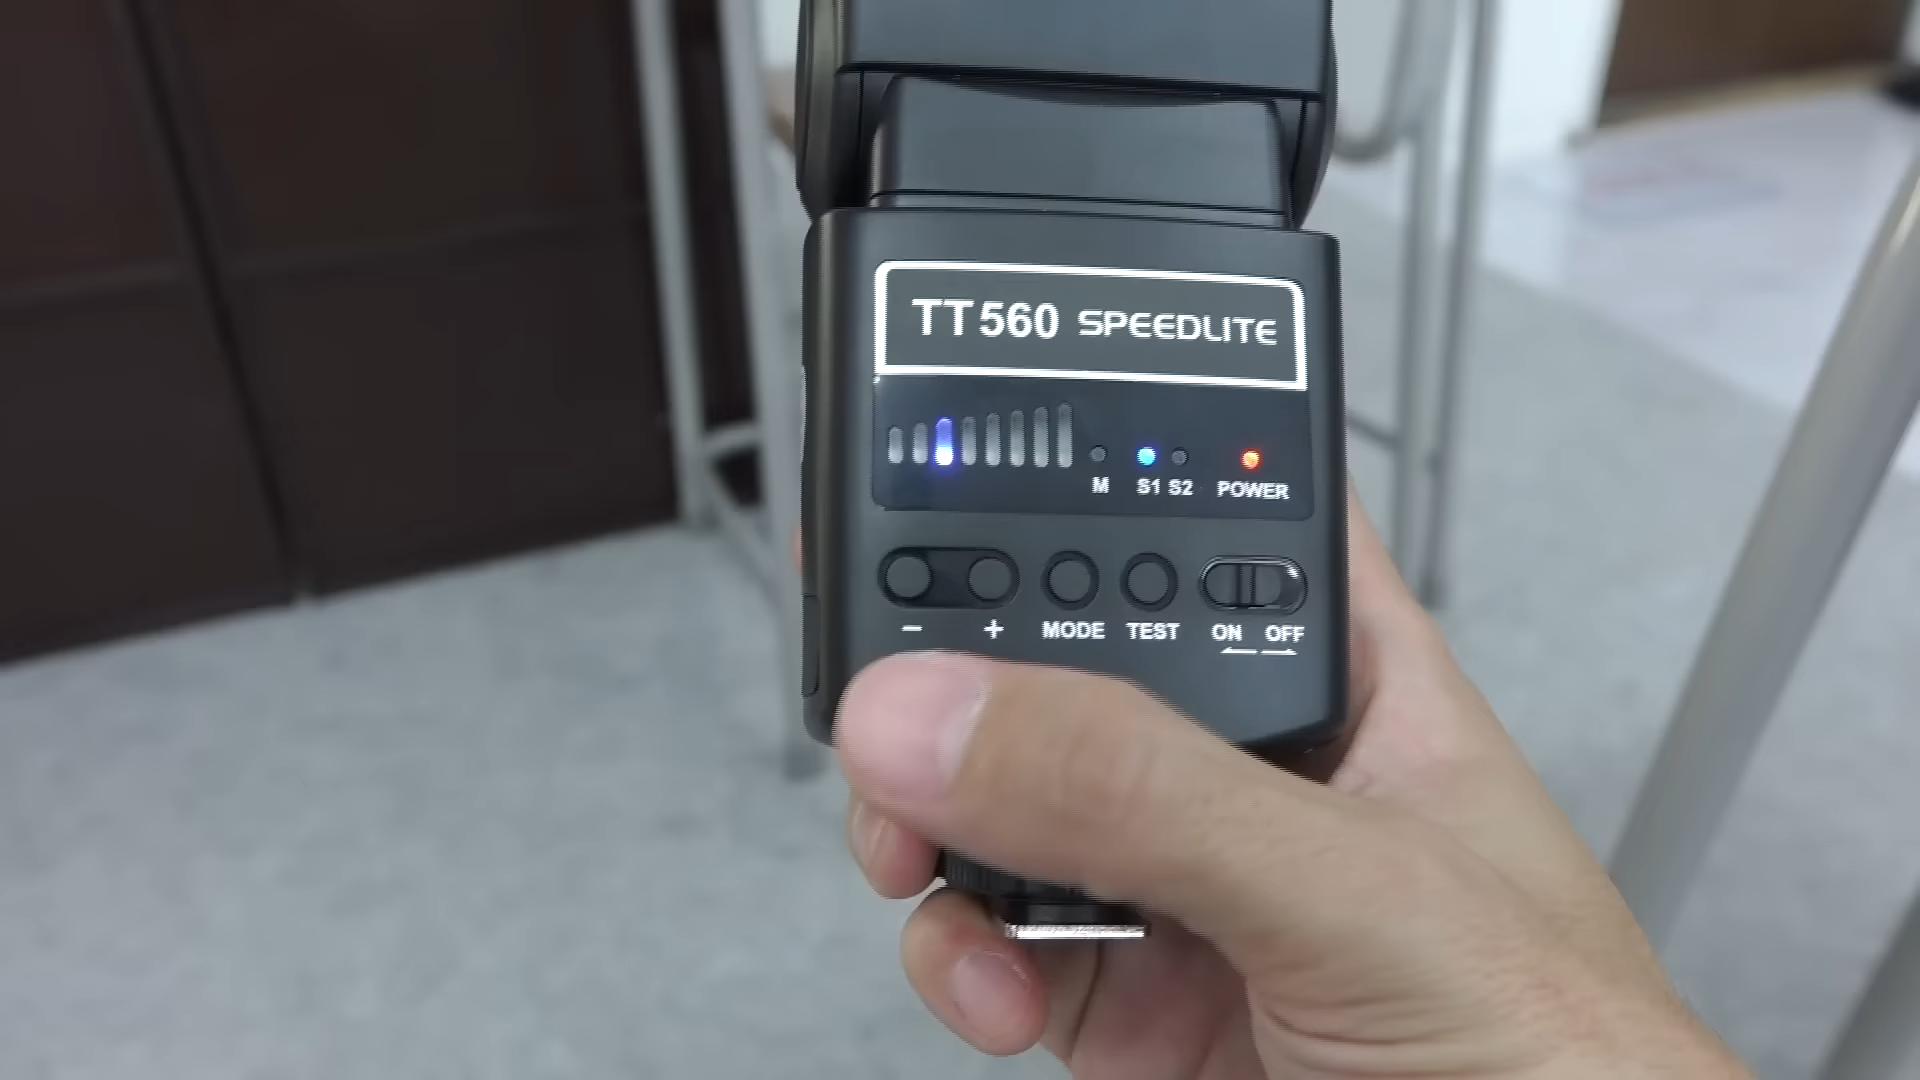 TT560 SPEEDLITE
M S1 S2 POWER
− + MODE TEST ON OFF